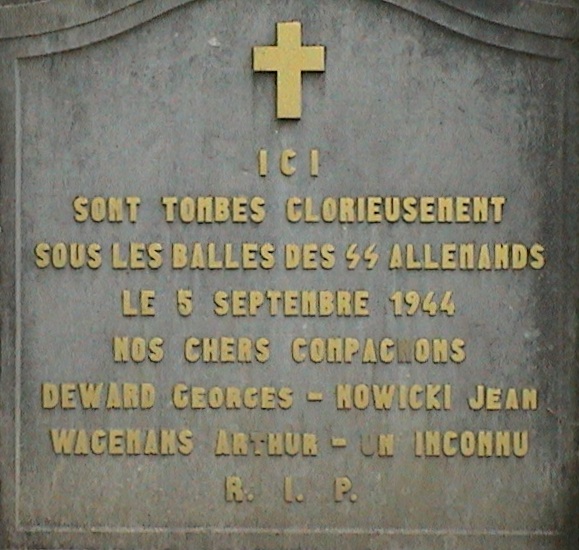 ICI
SONT TOMBES GLORIEUSEMENT
SOUS LES BALLES DES SS ALLEMANDS
LE 5 SEPTEMBRE 1944
NOS CHERS COMPAGNONS
DEWARD GEORGES - NOWICKI JEAN
WAGEMANS ARTHUR - UN INCONNU
R. I. P.